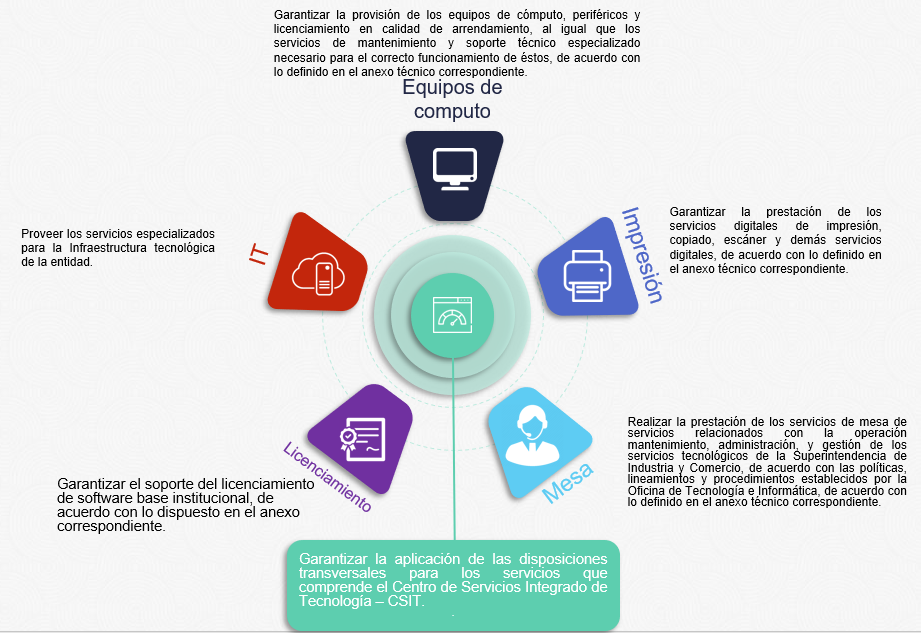 Garantizar la provisión de los equipos de cómputo, periféricos y
licenciamiento en calidad de arrendamiento, al igual que los
servicios de mantenimiento y soporte técnico especializado
necesario para el correcto funcionamiento de éstos, de acuerdo con
lo definido en el anexo técnico correspondiente.
Equipos de
computo
Impresión
Garantizar la prestación de los
servicios digitales de impresión,
copiado, escáner y demás servicios
digitales, de acuerdo con lo definido en
el anexo técnico correspondiente.
Proveer los servicios especializados
para la Infraestructura tecnológica
de la entidad.
IT
Mesa
Realizar la prestación de los servicios de mesa de
servicios relacionados con la operación
mantenimiento, administración, y gestión de los
servicios tecnológicos de la Superintendencia de
Industria y Comercio, de acuerdo con las políticas,
lineamientos y procedimientos establecidos por la
Oficina de Tecnología e Informática, de acuerdo con
lo definido en el anexo técnico correspondiente.
Licenciamiento
Garantizar el soporte del licenciamiento
de software base institucional, de
acuerdo con lo dispuesto en el anexo
correspondiente.
Garantizar la aplicación de las disposiciones
transversales para los servicios que
comprende el Centro de Servicios Integrado de
Tecnología – CSIT.
.